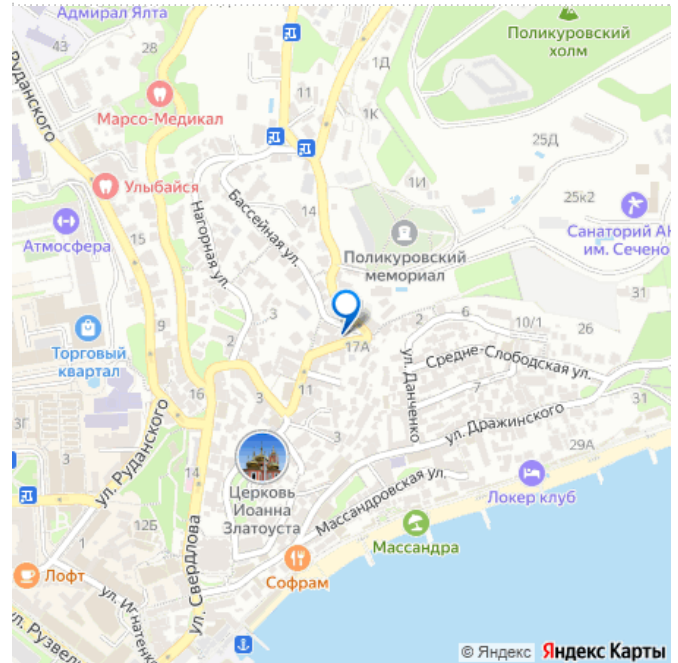 Адмирал Ялта
43
28
1Д
Поликуровский
холм
Руданского
Марсо-Медикал
11
1К
25Д
Улыбайся
1И
25к2
Бассейная ул.
Нагорная ул.
14
Санаторий АК
им. Сечено
15
Атмосфера
Поликуровский
мемориал
9
3
2
6
10/1
26
Торговый
квартал
2
17А
ул. Данченко
Средне-Слободская ул.
16
3
11
7
31
3Г
ул. Руданского
3
ул. Дражинского
29А
14
Церковь
Иоанна
Златоуста
Массандровская ул.
Локер клуб
12Б
ул. Свердлова
Массандра
1
Софрам
Лофт
ул. Игнатенко
ул. Рузвел
© Яндекс Яндекс Карты